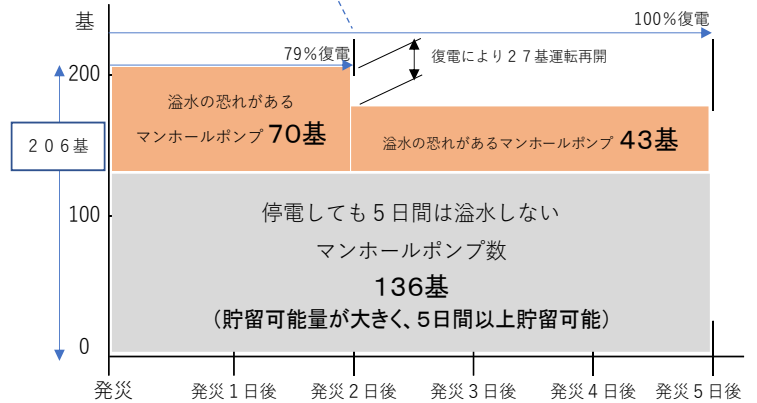 基
100%復電
79%復電
復電により２７基運転再開
200
溢水の恐れがある
マンホールポンプ 70基
溢水の恐れがあるマンホールポンプ 43基
２０６基
100
停電しても５日間は溢水しない
マンホールポンプ数
136基
（貯留可能量が大きく、5日間以上貯留可能）
0
発災
発災１日後
発災２日後
発災３日後
発災４日後
発災５日後